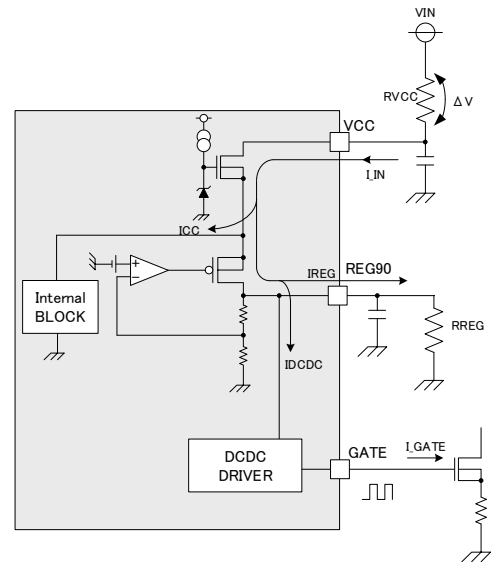 VIN
RVCC
ΔV
VCC
I_IN
ICC
IREG
REG90
+
−
Internal
BLOCK
RREG
IDCDC
DCDC
DRIVER
GATE
I_GATE